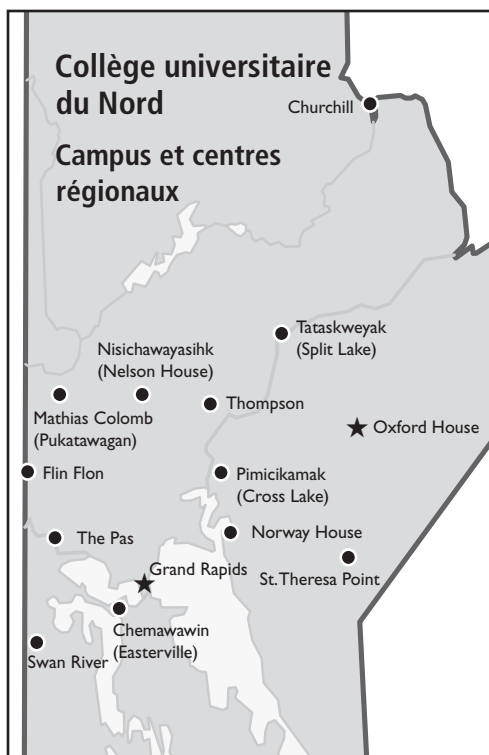 Collège universitaire
du Nord
Campus et centres
régionaux
Churchill
Tataskweyak
(Split Lake)
Nisichawayasihk
(Nelson House)
Thompson
Mathias Colomb
(Pukatawagan)
Oxford House
Flin Flon
Pimicikamak
(Cross Lake)
The Pas
Norway House
St. Theresa Point
Grand Rapids
Chemawawin
(Easterville)
Swan River